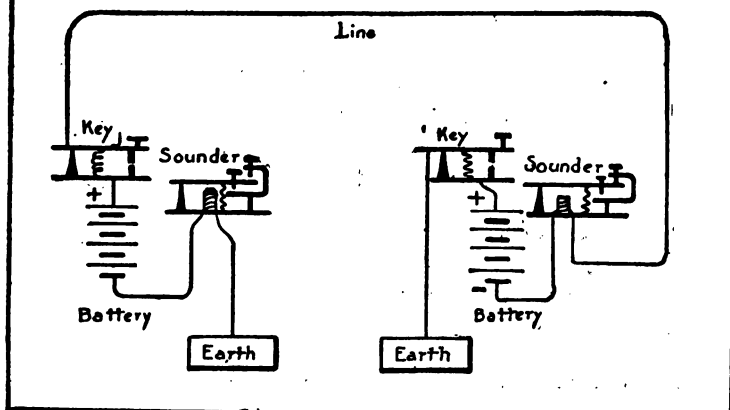 Line
Key
Sounder
+
Battery
Earth
Key
Sounder
+
-
Battery
Earth